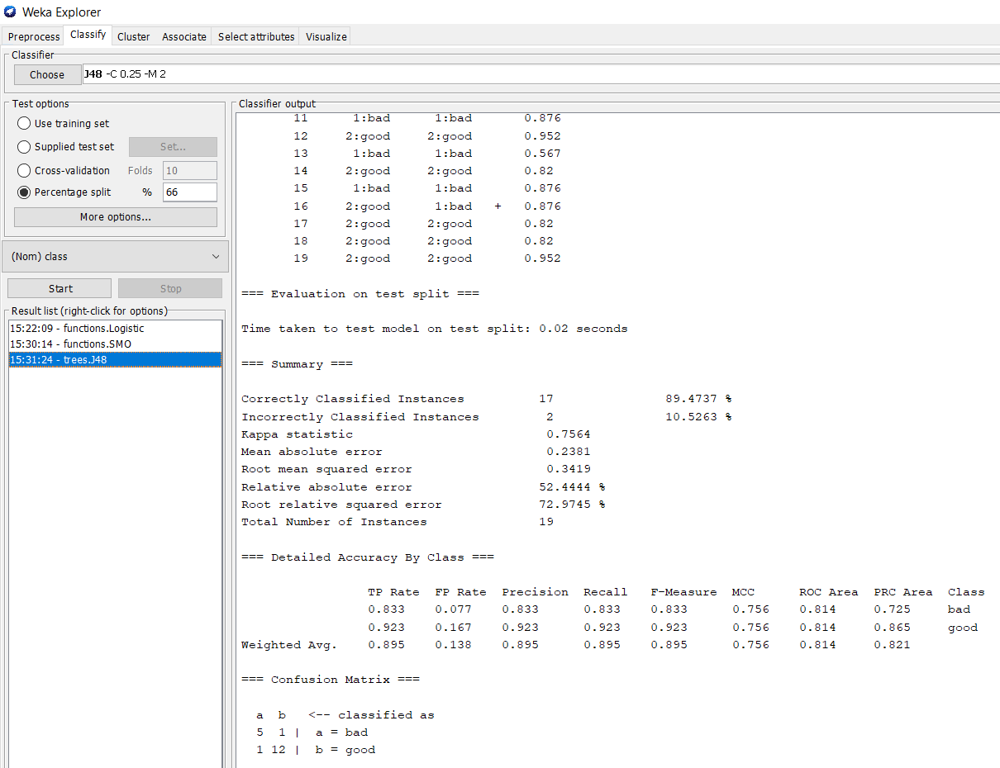 Weka Explorer
Preprocess Classify Cluster Associate Select attributes Visualize
Classifier
Choose J48 -C 0.25 -M 2
Test options
Use training set
Supplied test set Set...
Cross-validation Folds 10
Percentage split % 66
More options...
(Nom) class
Start Stop
Result list (right-click for options)
15:22:09 - functions.Logistic
15:30:14 - functions.SMO
15:31:24 - trees.J48
Classifier output
11 1:bad 1:bad 0.876
12 2:good 2:good 0.952
13 1:bad 1:bad 0.567
14 2:good 2:good 0.82
15 1:bad 1:bad 0.876
16 2:good 1:bad + 0.876
17 2:good 2:good 0.82
18 2:good 2:good 0.82
19 2:good 2:good 0.952
=== Evaluation on test split ===
Time taken to test model on test split: 0.02 seconds
=== Summary ===
Correctly Classified Instances 17 89.4737 %
Incorrectly Classified Instances 2 10.5263 %
Kappa statistic 0.7564
Mean absolute error 0.2381
Root mean squared error 0.3419
Relative absolute error 52.4444 %
Root relative squared error 72.9745 %
Total Number of Instances 19
=== Detailed Accuracy By Class ===
TP Rate FP Rate Precision Recall F-Measure MCC ROC Area PRC Area Class
0.833 0.077 0.833 0.833 0.833 0.756 0.814 0.725 bad
0.923 0.167 0.923 0.923 0.923 0.756 0.814 0.865 good
Weighted Avg. 0.895 0.138 0.895 0.895 0.895 0.756 0.814 0.821
=== Confusion Matrix ===
a b <-- classified as
5 1 | a = bad
1 12 | b = good